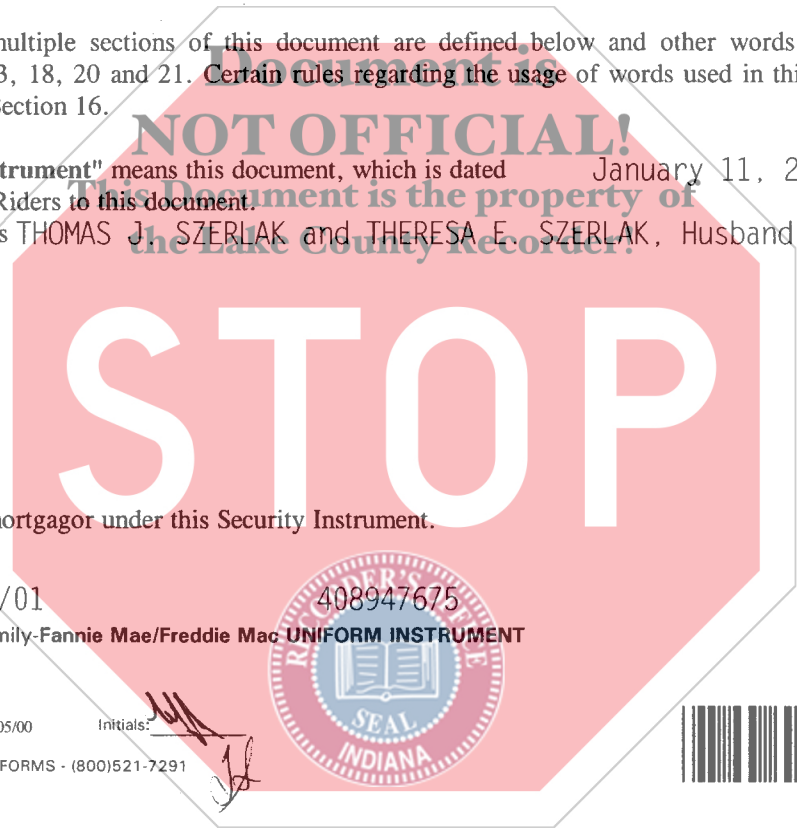 multiple sections of this document are defined below and other words
3, 18, 20 and 21. Certain rules regarding the usage of words used in thi
Section 16.
Document is
NOT OFFICIAL!
This Document is the property of
the Lake County Recorder!
trument" means this document, which is dated January 11, 2
Riders to this document.
s THOMAS J. SZERLAK and THERESA E. SZERLAK, Husband
STOP
mortgagor under this Security Instrument.
/01 408947675
mily-Fannie Mae/Freddie Mac UNIFORM INSTRUMENT
05/00 Initials:
FORMS - (800)521-7291
RECORDER'S OFFICE
SEAL
INDIANA